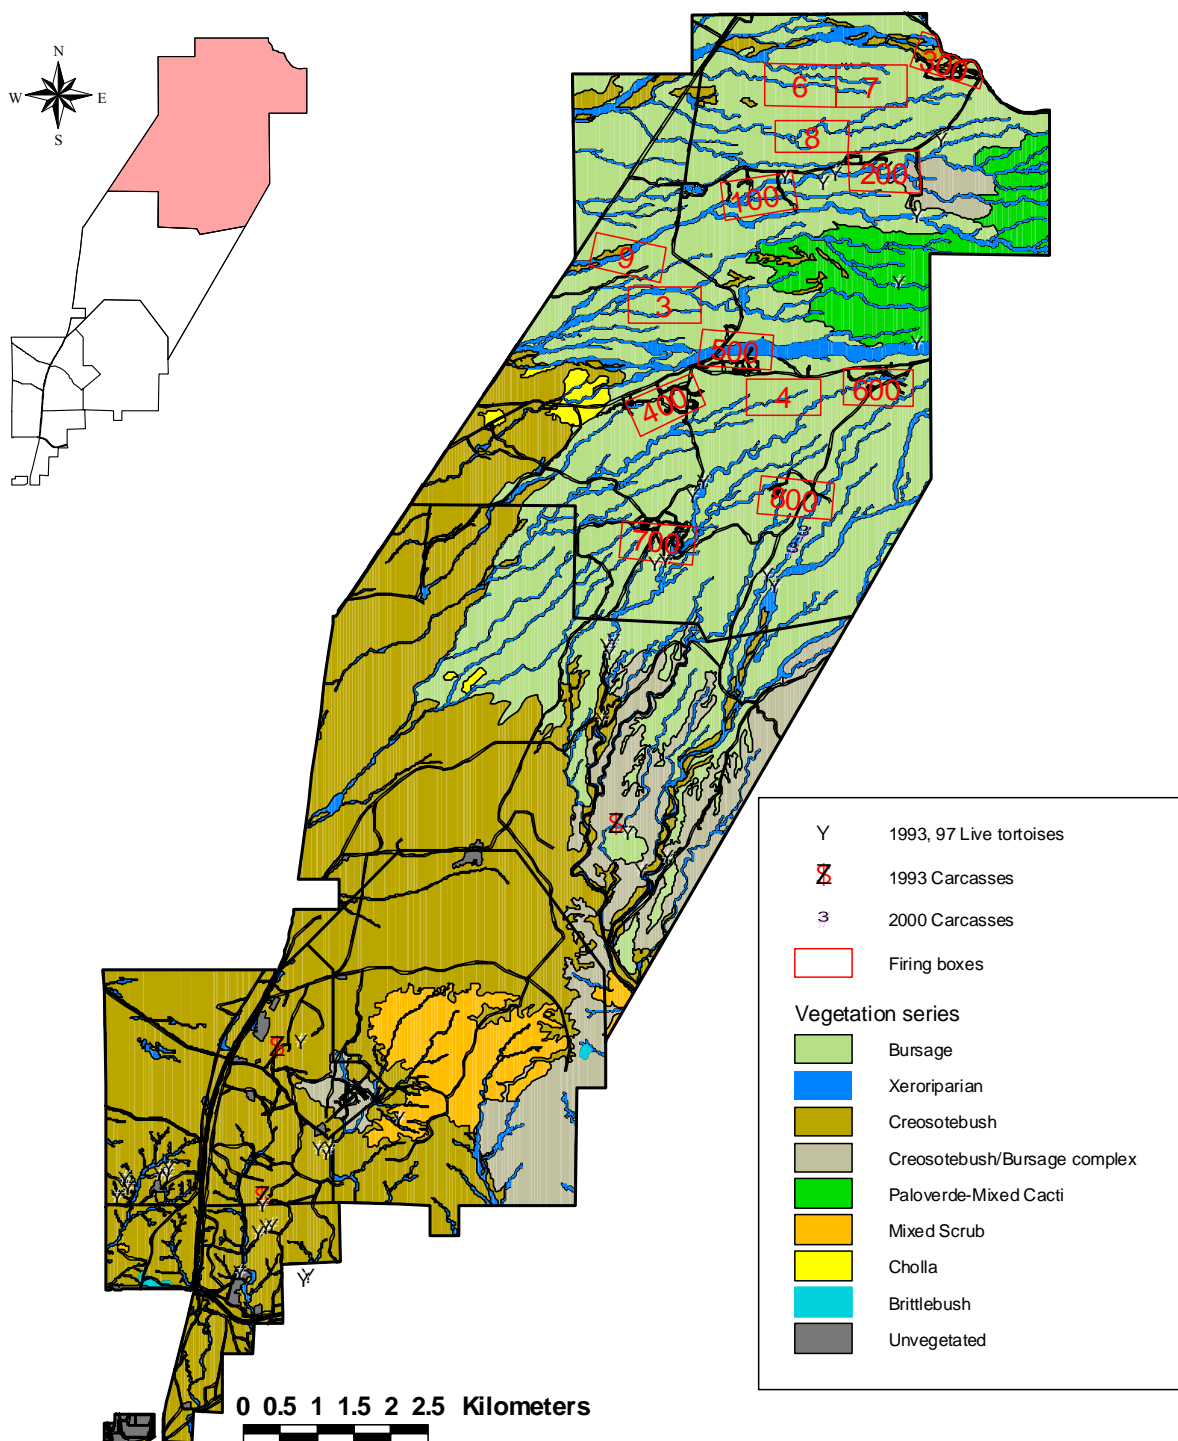 N
W E
S
300
6 7
8
200
100
9
3
500
400 4 600
800
700
Y 1993, 97 Live tortoises
1993 Carcasses
3 2000 Carcasses
Firing boxes
Vegetation series
Bursage
Xeroriparian
Creosotebush
Creosotebush/Bursage complex
Paloverde-Mixed Cacti
Mixed Scrub
Cholla
Brittlebush
Unvegetated
0 0.5 1 1.5 2 2.5 Kilometers